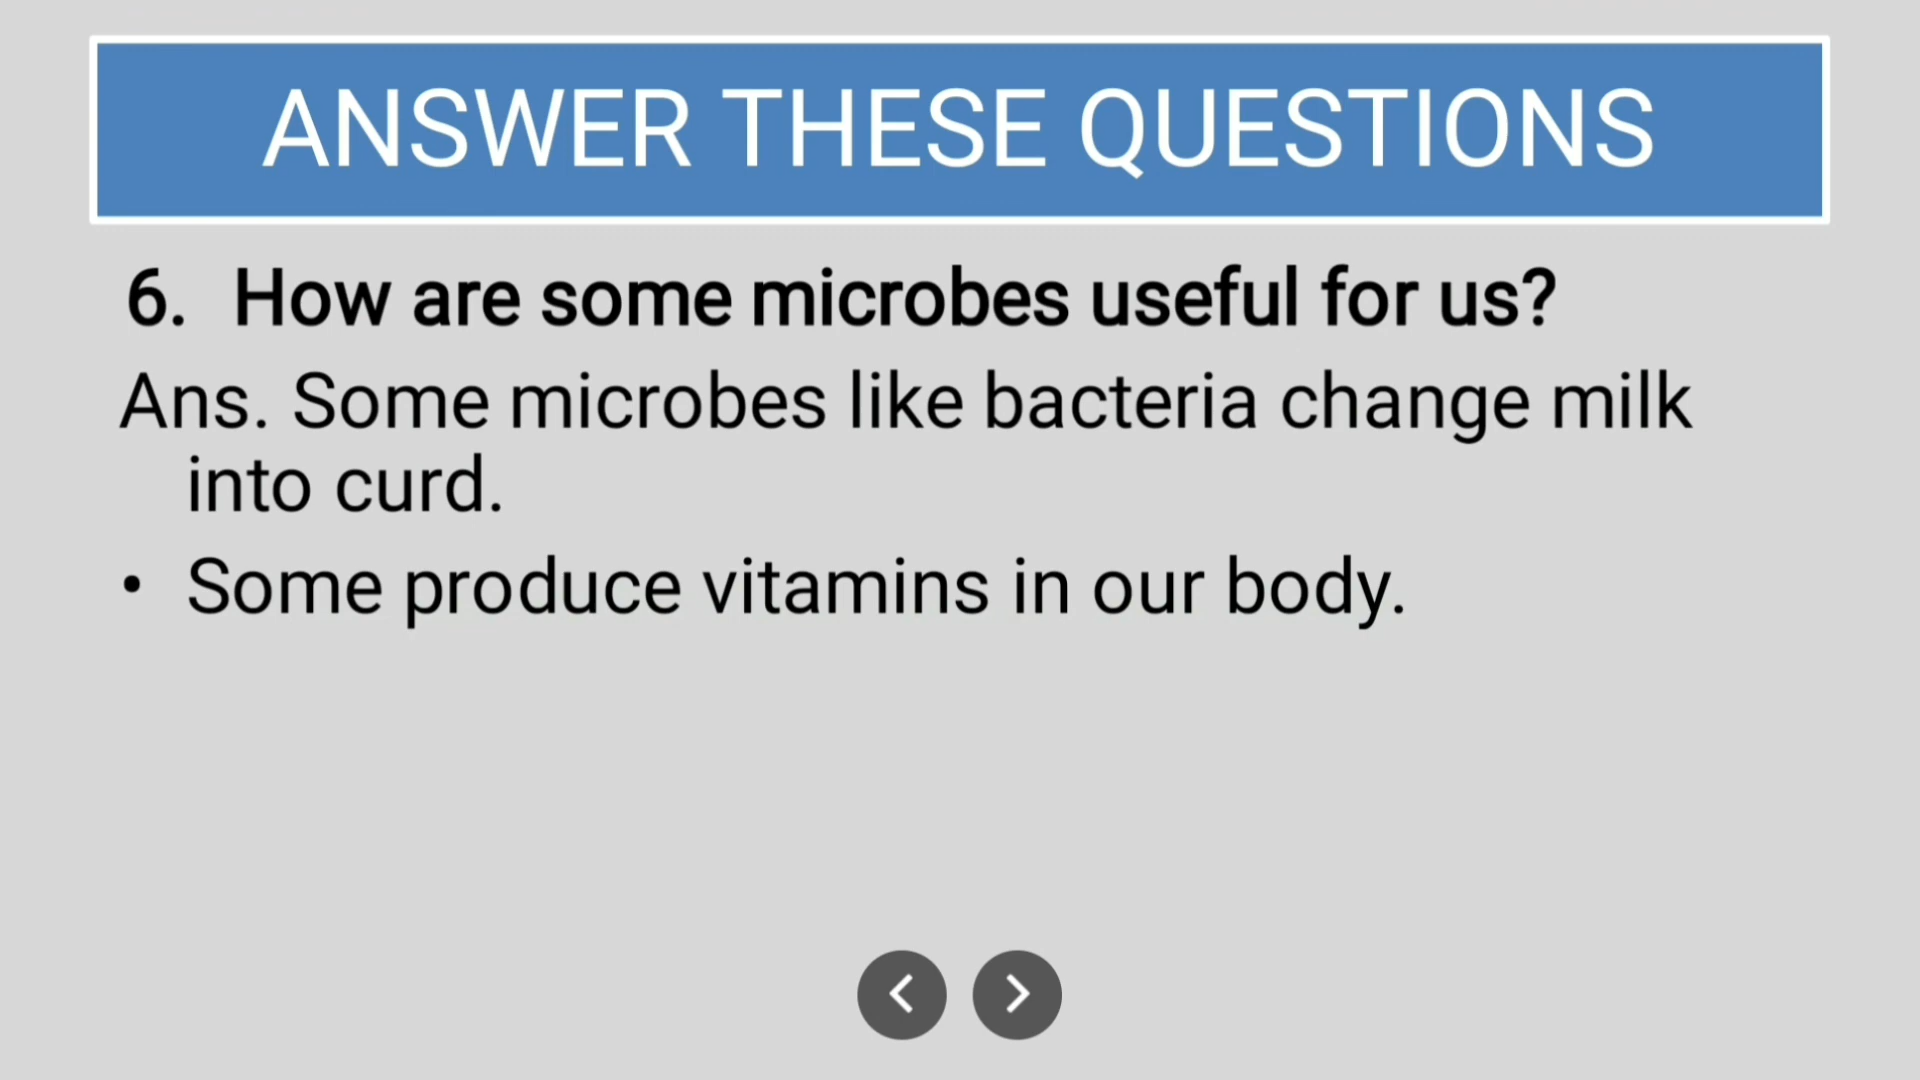 ANSWER THESE QUESTIONS
6. How are some microbes useful for us?
Ans. Some microbes like bacteria change milk
into curd.
• Some produce vitamins in our body.